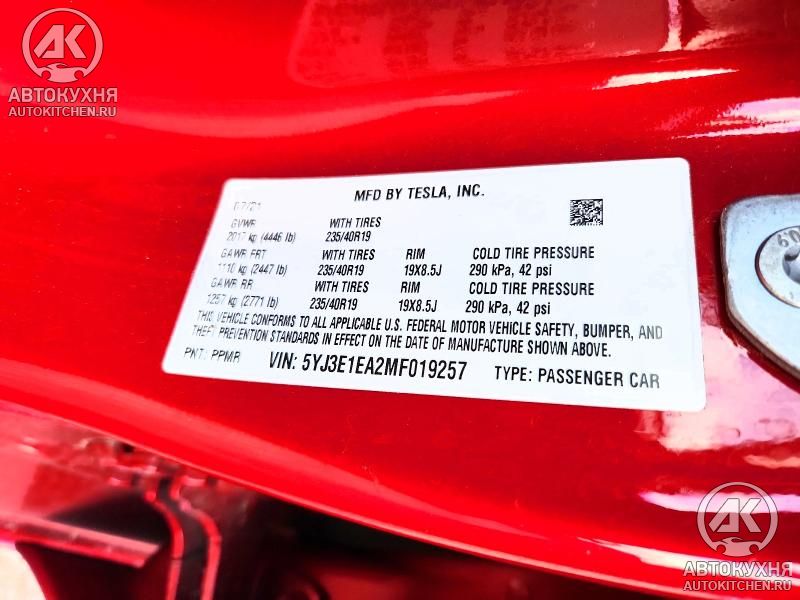 AK
АВТОКУХНЯ
AUTOKITCHEN.RU
MFD BY TESLA, INC.
07/21
GVWR WITH TIRES
2017 kg (4446 lb) 235/40R19
GAWR FRT WITH TIRES RIM COLD TIRE PRESSURE
1110 kg (2447 lb) 235/40R19 19X8.5J 290 kPa, 42 psi
GAWR RR WITH TIRES RIM COLD TIRE PRESSURE
1257 kg (2771 lb) 235/40R19 19X8.5J 290 kPa, 42 psi
THIS VEHICLE CONFORMS TO ALL APPLICABLE U.S. FEDERAL MOTOR VEHICLE SAFETY, BUMPER, AND
THEFT PREVENTION STANDARDS IN EFFECT ON THE DATE OF MANUFACTURE SHOWN ABOVE.
PNT: PPMR VIN: 5YJ3E1EA2MF019257 TYPE: PASSENGER CAR
AK
АВТОКУХНЯ
AUTOKITCHEN.RU